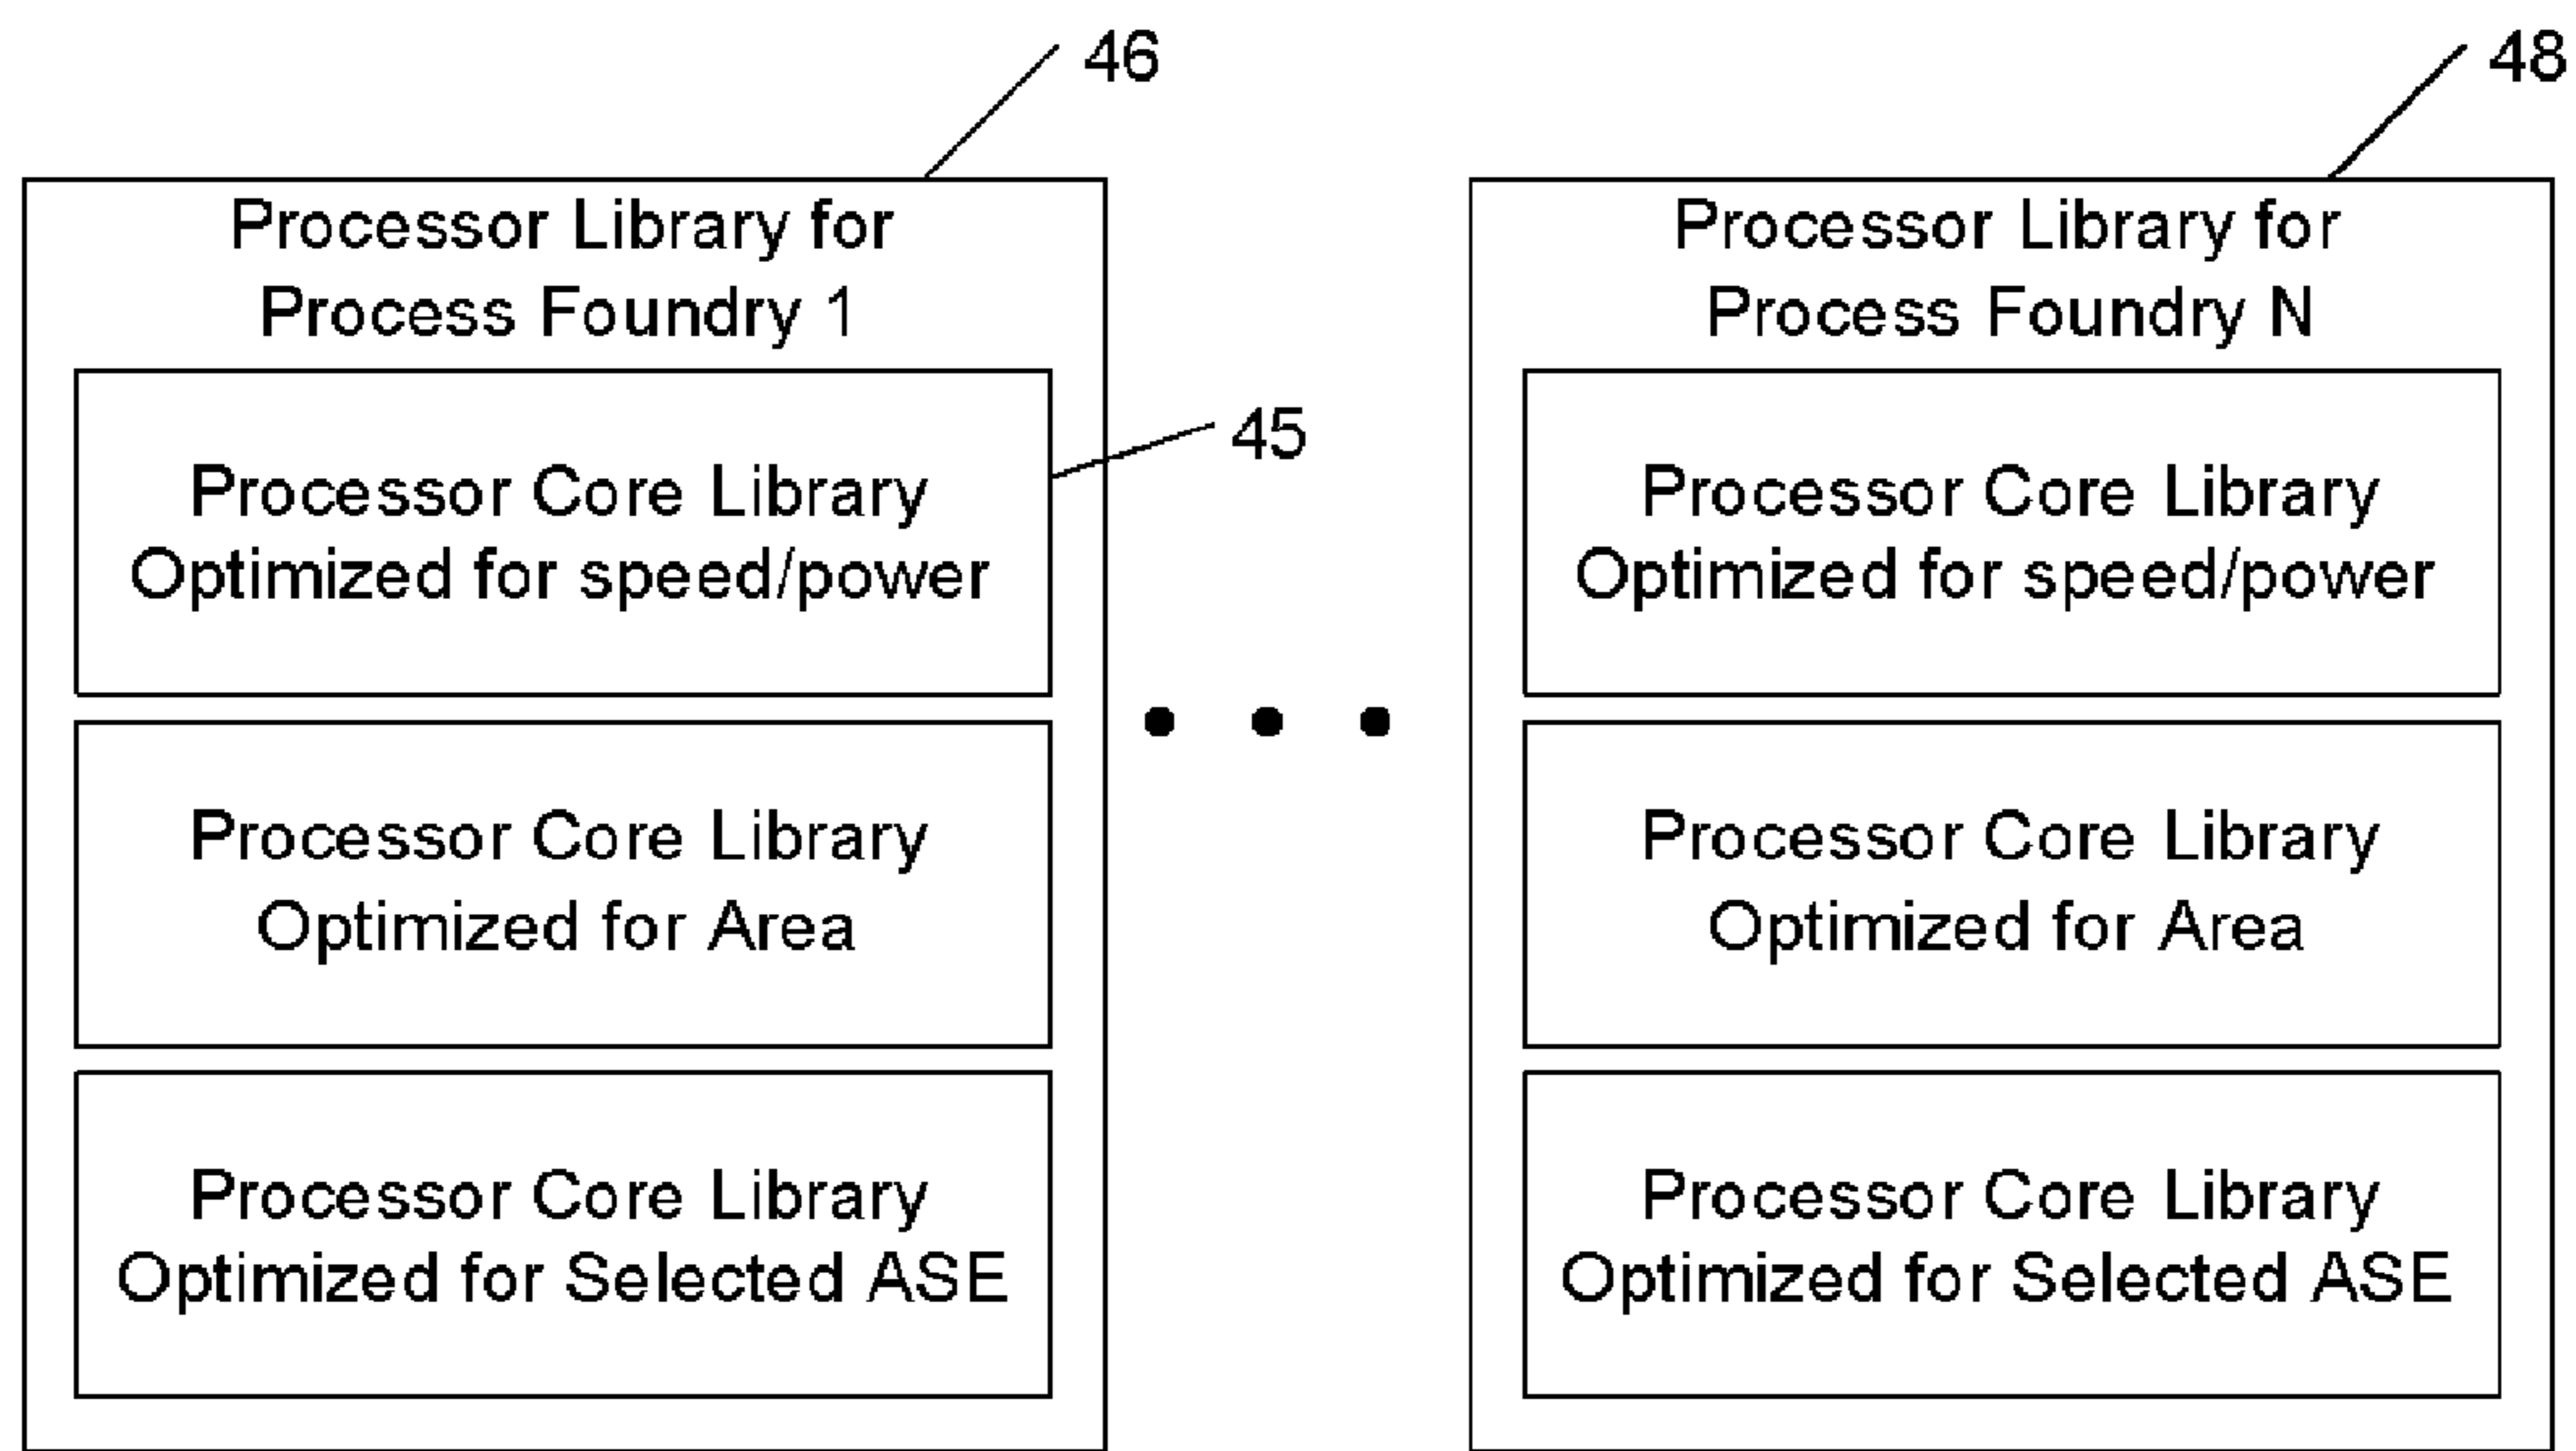 46
48
Processor Library for
Process Foundry 1
45
Processor Core Library
Optimized for speed/power
Processor Core Library
Optimized for Area
Processor Core Library
Optimized for Selected ASE
Processor Library for
Process Foundry N
Processor Core Library
Optimized for speed/power
Processor Core Library
Optimized for Area
Processor Core Library
Optimized for Selected ASE